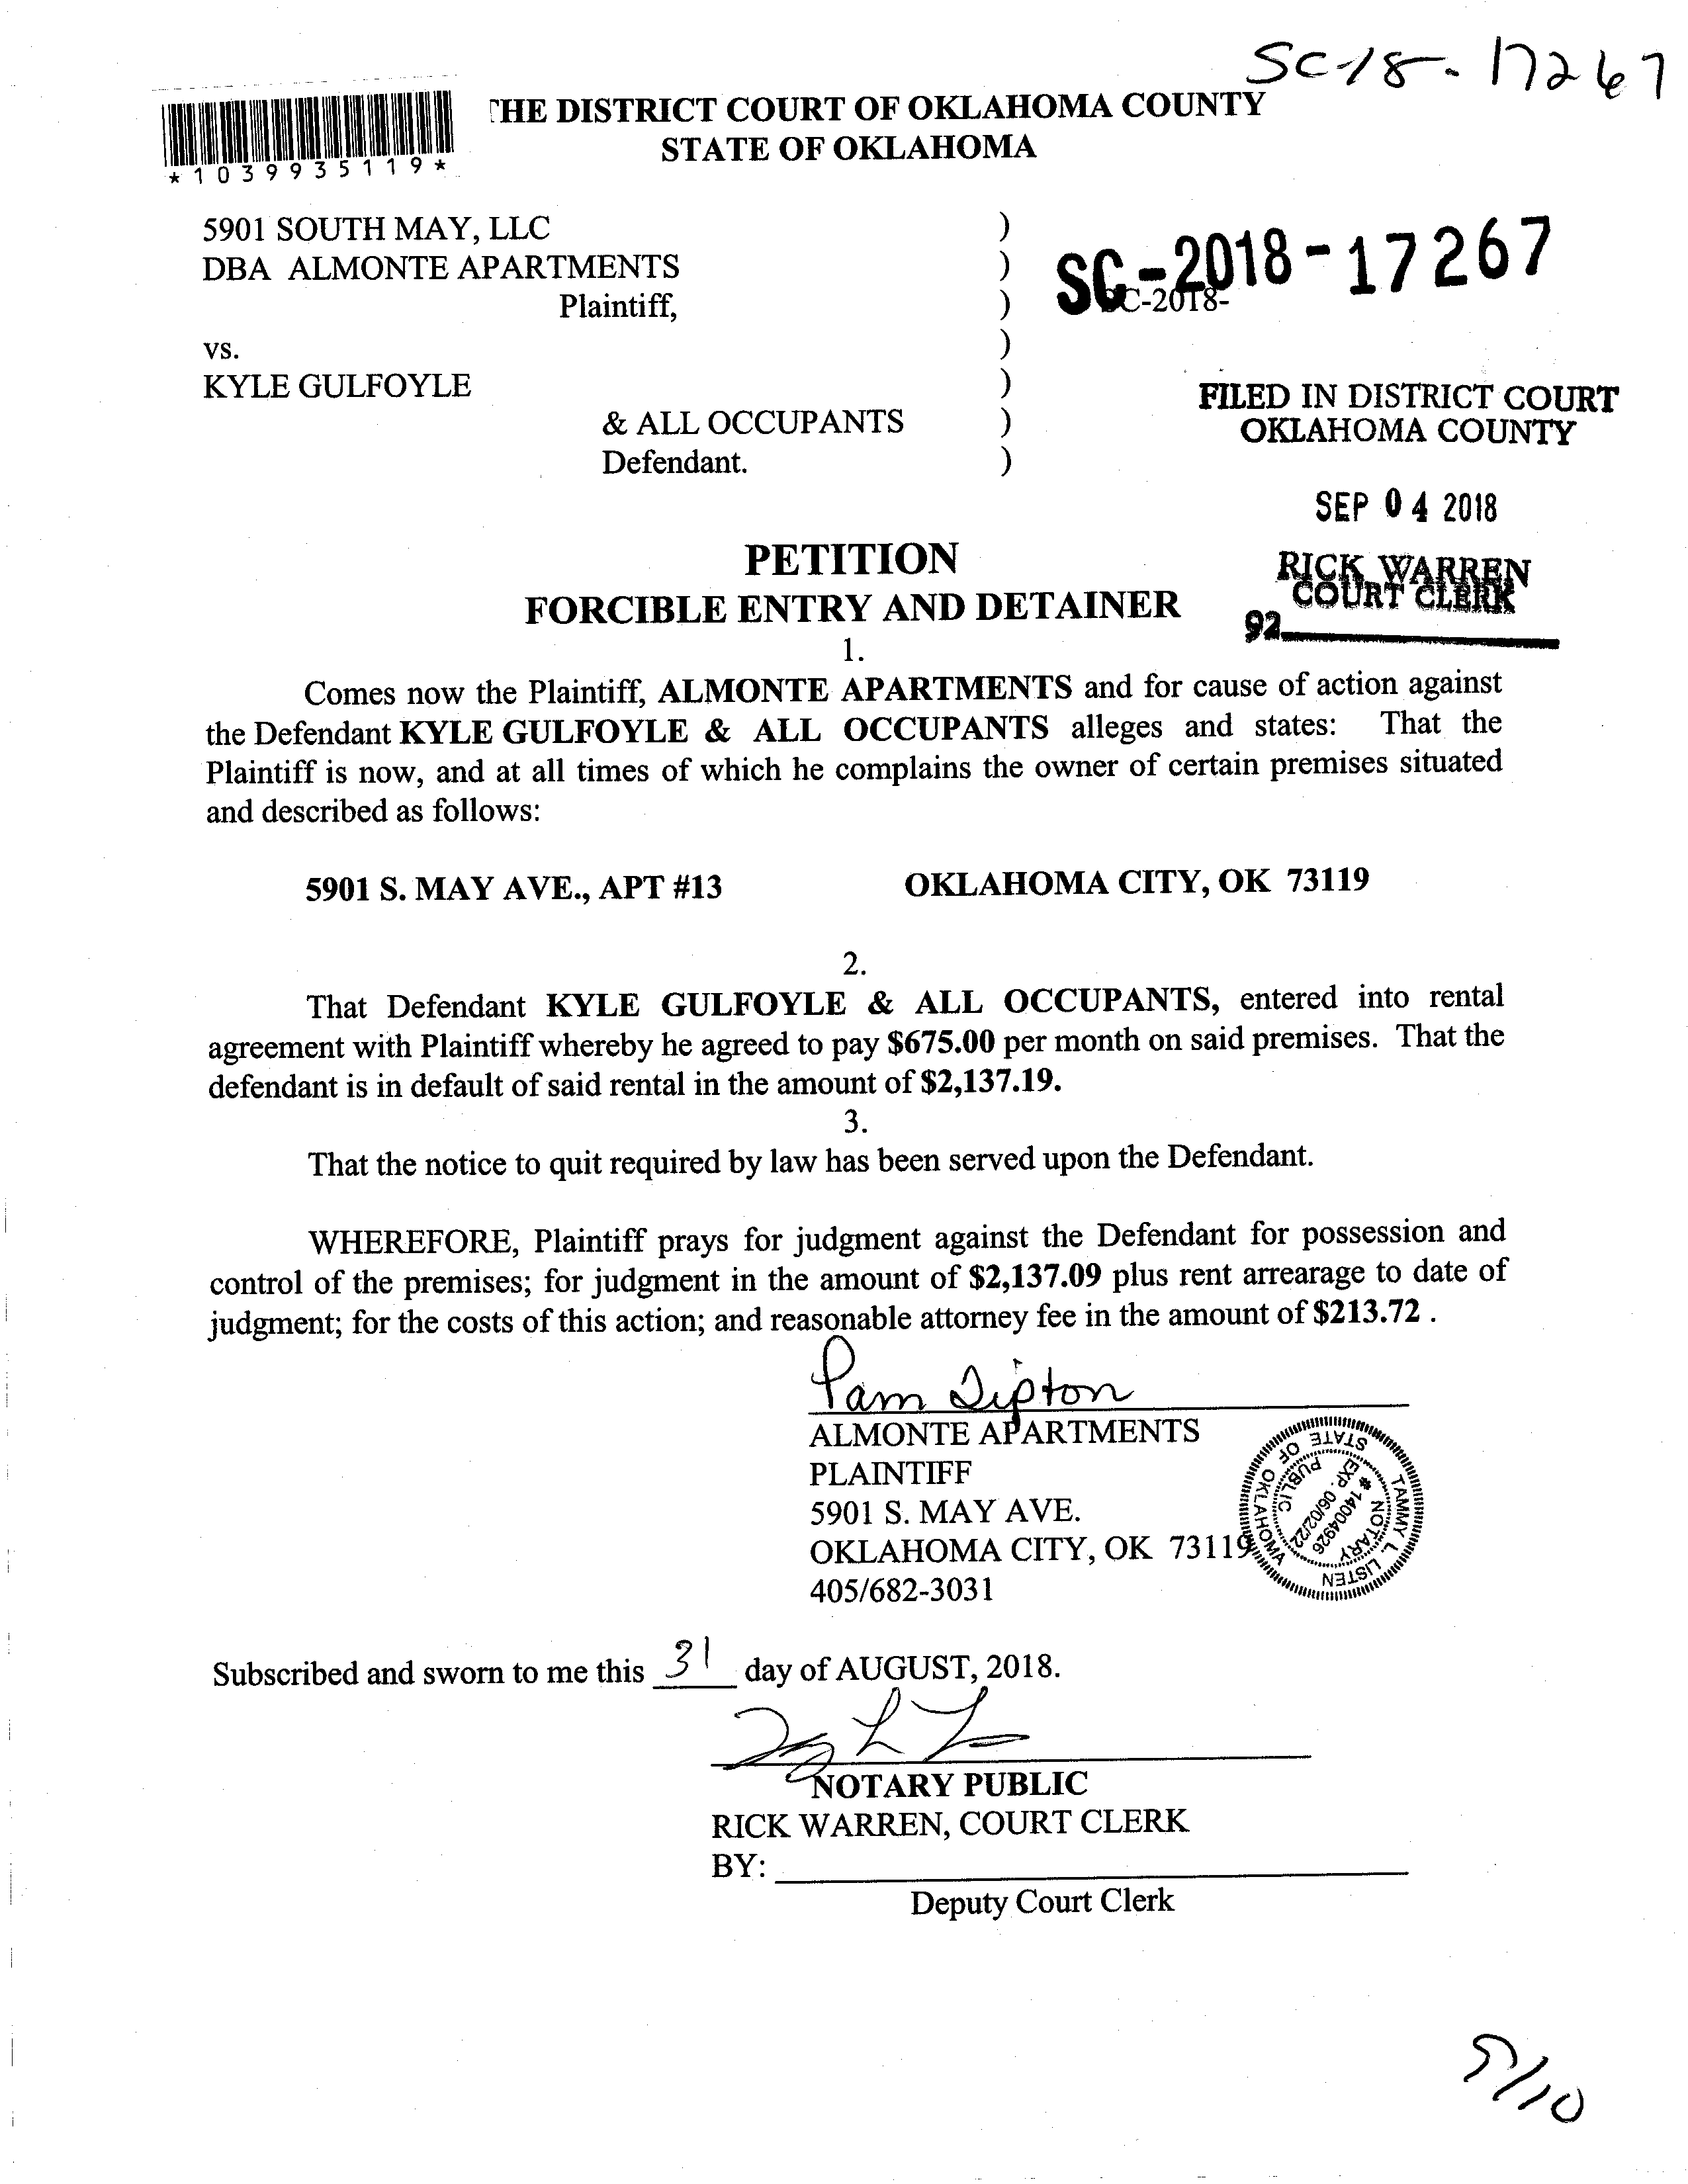 SC-18-17267
THE DISTRICT COURT OF OKLAHOMA COUNTY
STATE OF OKLAHOMA
*1039935119*
5901 SOUTH MAY, LLC )
DBA ALMONTE APARTMENTS )
Plaintiff, )
SC-2018-17267
SC-2018-
vs. )
KYLE GULFOYLE )
& ALL OCCUPANTS )
Defendant. )
FILED IN DISTRICT COURT
OKLAHOMA COUNTY
SEP 04 2018
RICK WARREN
COURT CLERK
92
PETITION
FORCIBLE ENTRY AND DETAINER
1.
Comes now the Plaintiff, ALMONTE APARTMENTS and for cause of action against
the Defendant KYLE GULFOYLE & ALL OCCUPANTS alleges and states: That the
Plaintiff is now, and at all times of which he complains the owner of certain premises situated
and described as follows:
5901 S. MAY AVE., APT #13 OKLAHOMA CITY, OK 73119
2.
That Defendant KYLE GULFOYLE & ALL OCCUPANTS, entered into rental
agreement with Plaintiff whereby he agreed to pay $675.00 per month on said premises. That the
defendant is in default of said rental in the amount of $2,137.19.
3.
That the notice to quit required by law has been served upon the Defendant.
WHEREFORE, Plaintiff prays for judgment against the Defendant for possession and
control of the premises; for judgment in the amount of $2,137.09 plus rent arrearage to date of
judgment; for the costs of this action; and reasonable attorney fee in the amount of $213.72 .
Pam Tipton
ALMONTE APARTMENTS
PLAINTIFF
5901 S. MAY AVE.
OKLAHOMA CITY, OK 73119
405/682-3031
TAMMY L. LISTEN
STATE OF OKLAHOMA
NOTARY PUBLIC
# 14004926
EXP. 06/02/22
Subscribed and sworn to me this 31 day of AUGUST, 2018.
NOTARY PUBLIC
RICK WARREN, COURT CLERK
BY:
Deputy Court Clerk